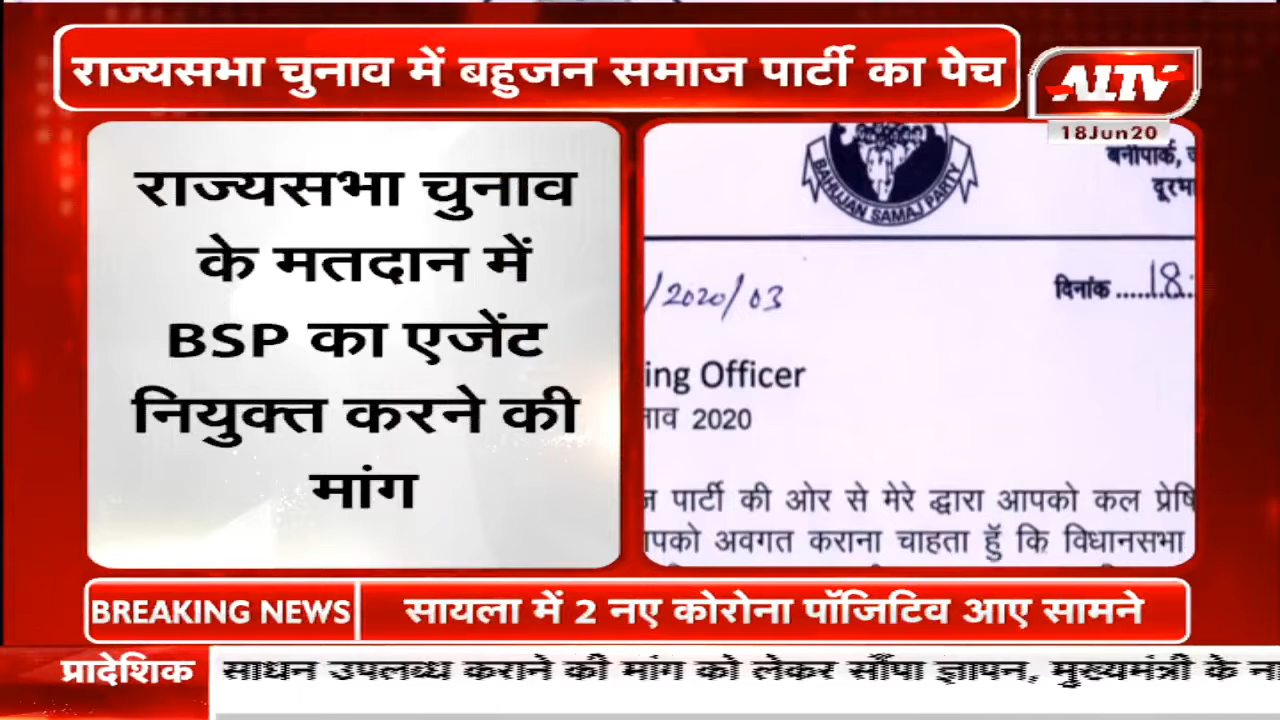 राज्यसभा चुनाव में बहुजन समाज पार्टी का पेच
ALTV
18Jun20
राज्यसभा चुनाव
के मतदान में
BSP का एजेंट
नियुक्त करने की
मांग
BAHUJAN SAMAJ PARTY
बनीपार्क,
/2020/03
दिनांक ......18
ing Officer
नाव 2020
पार्टी की ओर से मेरे द्वारा आपको कल
अवगत कराना चाहता हुॅं कि विधानसभा
BREAKING NEWS
सायला में 2 नए कोरोना पॉजिटिव आए सामने
प्रादेशिक
साधन उपलब्ध कराने की मांग को लेकर सौंपा ज्ञापन, मुख्यमंत्री के